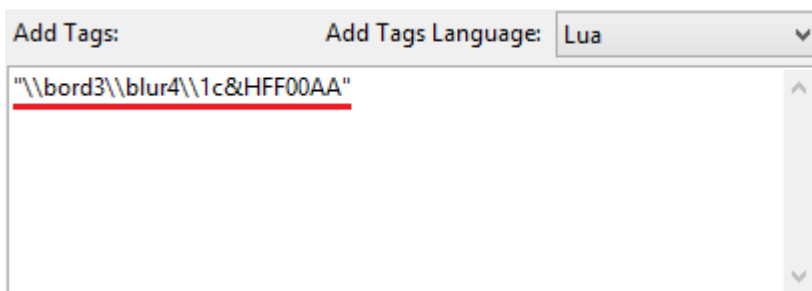 Add Tags: Add Tags Language: Lua
"\\bord3\\blur4\\1c&HFF00AA"